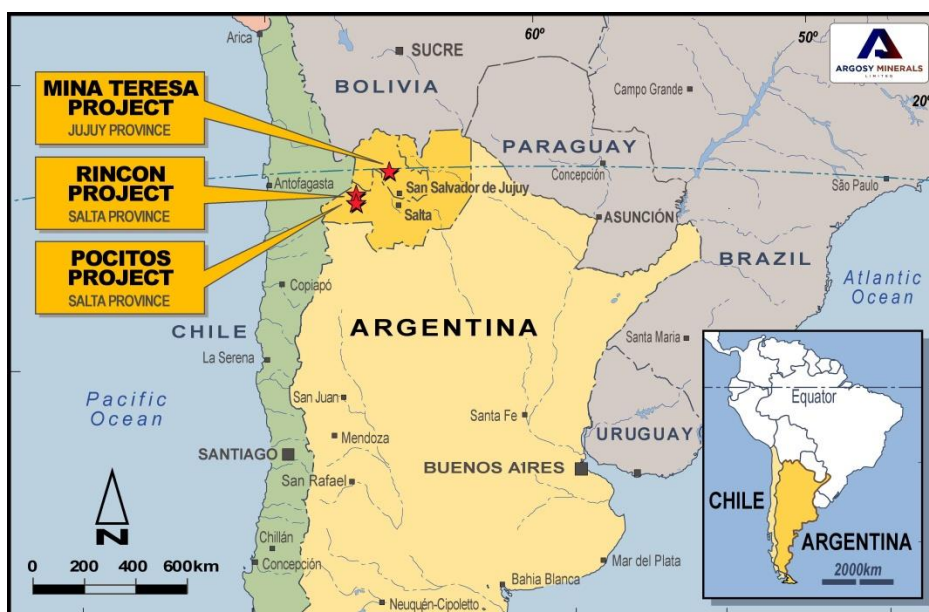 60º
50º
20º
ARGOSY MINERALS
LIMITED
Arica
SUCRE
BOLIVIA
Campo Grande
MINA TERESA
PROJECT
JUJUY PROVINCE
RINCON
PROJECT
SALTA PROVINCE
POCITOS
PROJECT
SALTA PROVINCE
PARAGUAY
Concepción
Antofagasta
San Salvador de Jujuy
Salta
São Paulo
ASUNCIÓN
BRAZIL
Atlantic
Ocean
Copiapó
CHILE
ARGENTINA
La Serena
Santa Maria
Pacific
Ocean
San Juan
Santa Fe
Mendoza
URUGUAY
SANTIAGO
BUENOS AIRES
San Rafael
N
Chillán
Concepción
Mar del Plata
Bahia Blanca
Neuquén-Cipoletto
0 200 400 600km
Equator
CHILE
ARGENTINA
2000km